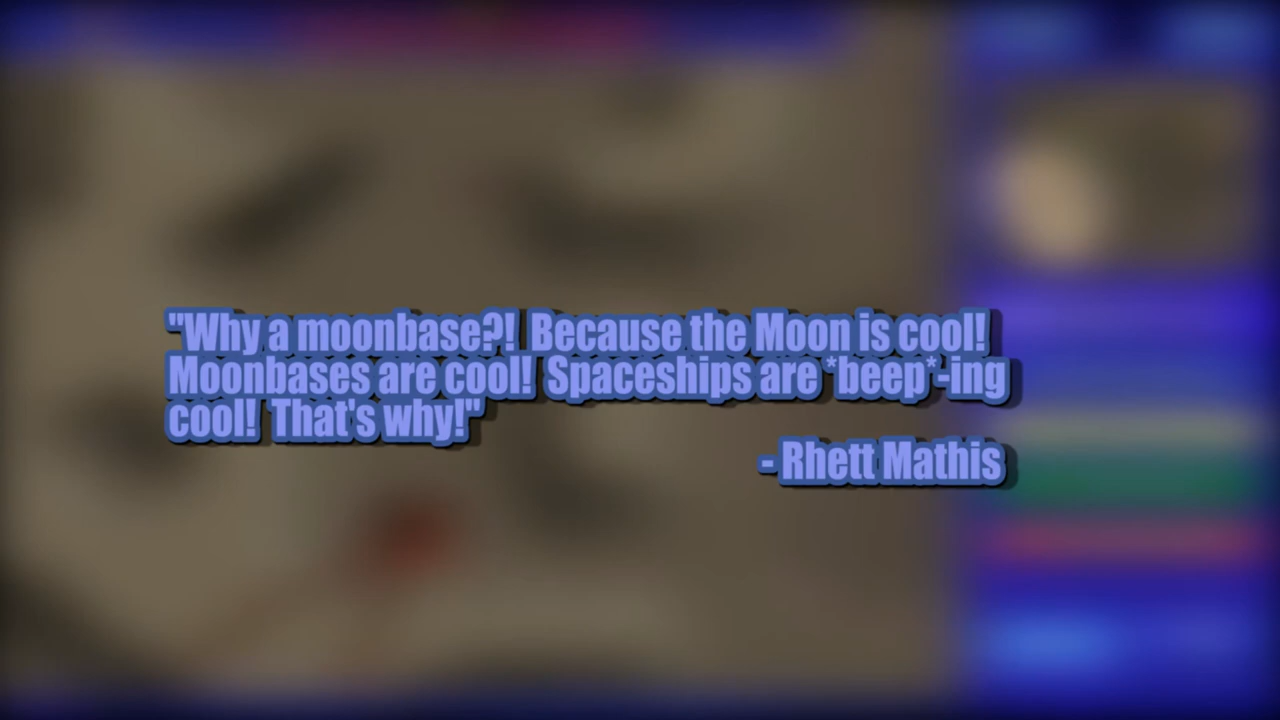 "Why a moonbase?!  Because the Moon is cool!
Moonbases are cool!  Spaceships are *beep*-ing
cool!  That's why!"
- Rhett Mathis